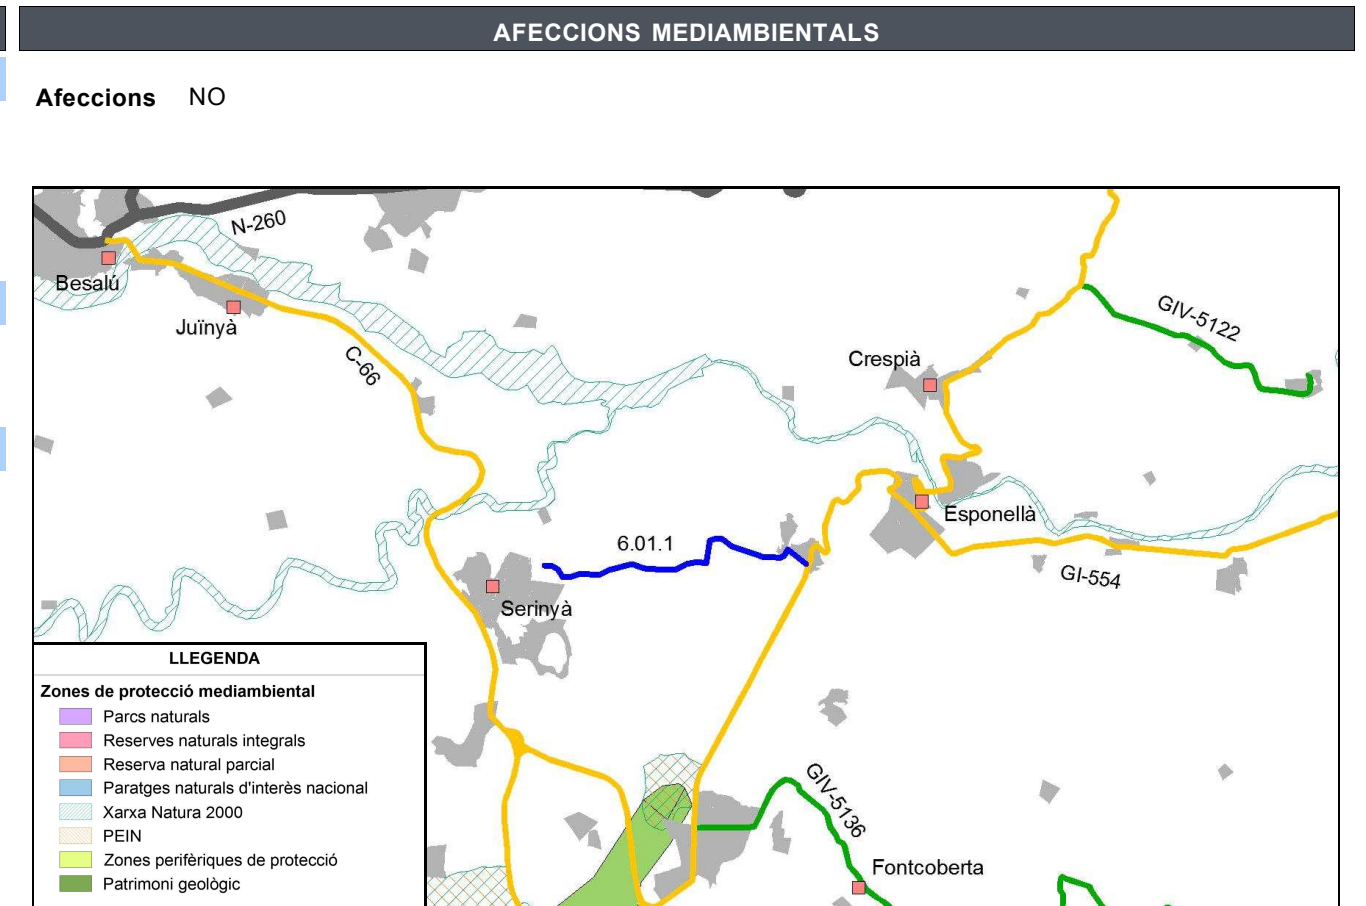 AFECCIONS MEDIAMBIENTALS
Afeccions NO
N-260
Besalú
Juïnyà
C-66
GIV-5122
Crespià
Esponellà
6.01.1
GI-554
Serinyà
LLEGENDA
Zones de protecció mediambiental
Parcs naturals
Reserves naturals integrals
Reserva natural parcial
Paratges naturals d'interès nacional
Xarxa Natura 2000
PEIN
Zones perifèriques de protecció
Patrimoni geològic
GIV-5136
Fontcoberta